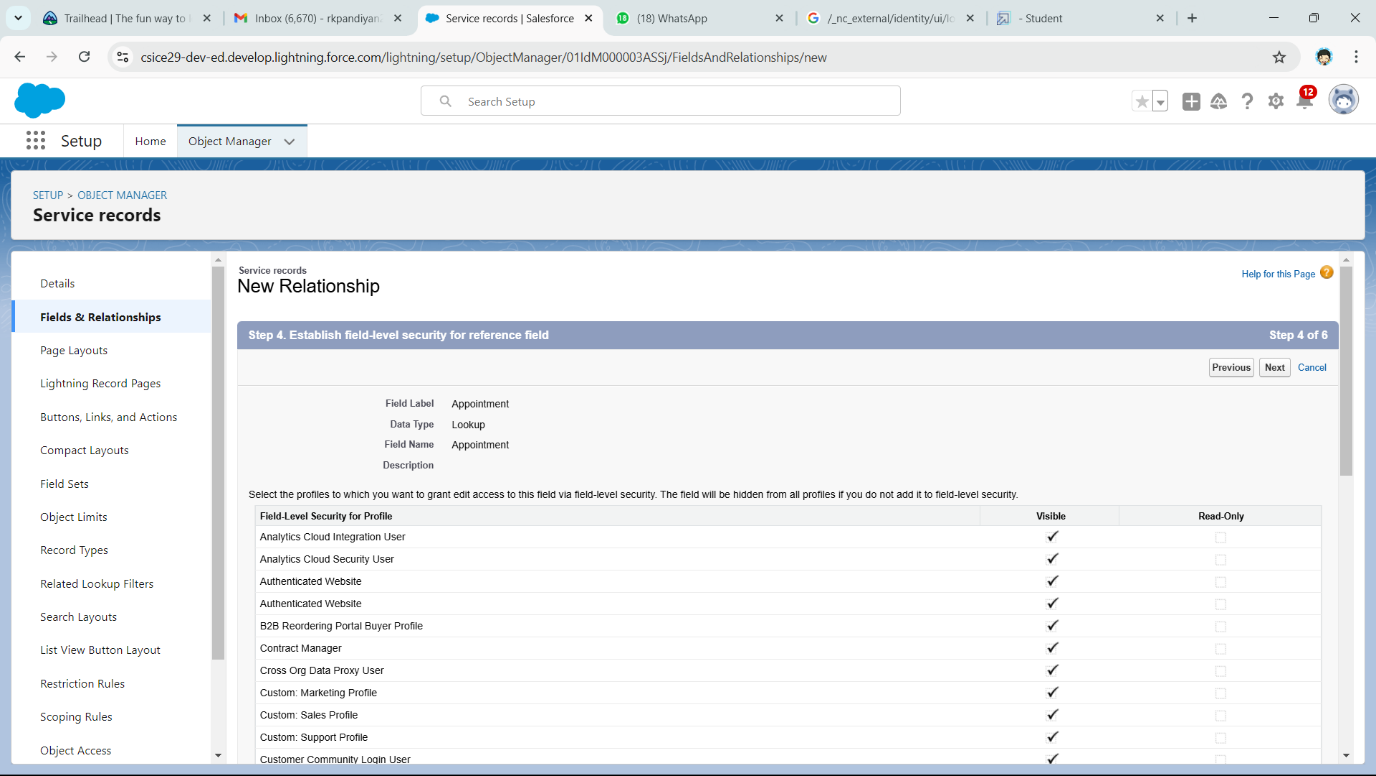 Trailhead | The fun way to
Inbox (6,670) - rkpandiyan
Service records | Salesforce
(18) WhatsApp
/_nc_external/identity/ui/
- Student
csice29-dev-ed.develop.lightning.force.com/lightning/setup/ObjectManager/01IdM000003ASSj/FieldsAndRelationships/new
Search Setup
12
Setup
Home
Object Manager
SETUP > OBJECT MANAGER
Service records
Details
Fields & Relationships
Page Layouts
Lightning Record Pages
Buttons, Links, and Actions
Compact Layouts
Field Sets
Object Limits
Record Types
Related Lookup Filters
Search Layouts
List View Button Layout
Restriction Rules
Scoping Rules
Object Access
Service records
New Relationship
Help for this Page ?
Step 4. Establish field-level security for reference field Step 4 of 6
Previous Next Cancel
Field Label Appointment
Data Type Lookup
Field Name Appointment
Description
Select the profiles to which you want to grant edit access to this field via field-level security. The field will be hidden from all profiles if you do not add it to field-level security.
Field-Level Security for Profile Visible Read-Only
Analytics Cloud Integration User
Analytics Cloud Security User
Authenticated Website
Authenticated Website
B2B Reordering Portal Buyer Profile
Contract Manager
Cross Org Data Proxy User
Custom: Marketing Profile
Custom: Sales Profile
Custom: Support Profile
Customer Community Login User